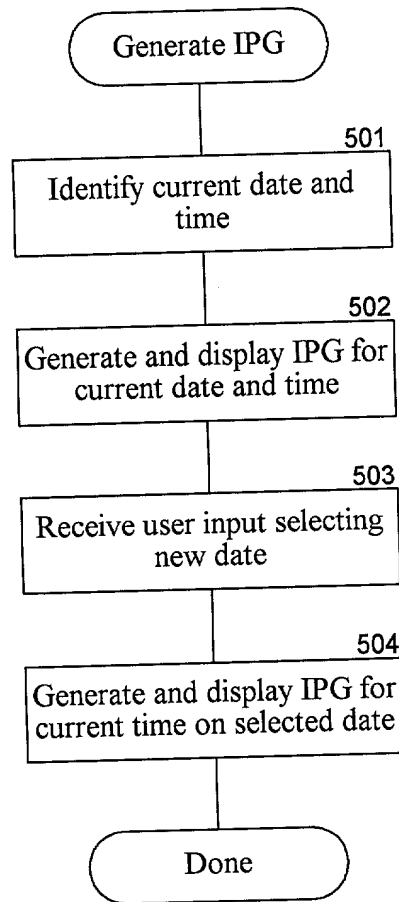 Generate IPG
501
Identify current date and
time
502
Generate and display IPG for
current date and time
503
Receive user input selecting
new date
504
Generate and display IPG for
current time on selected date
Done